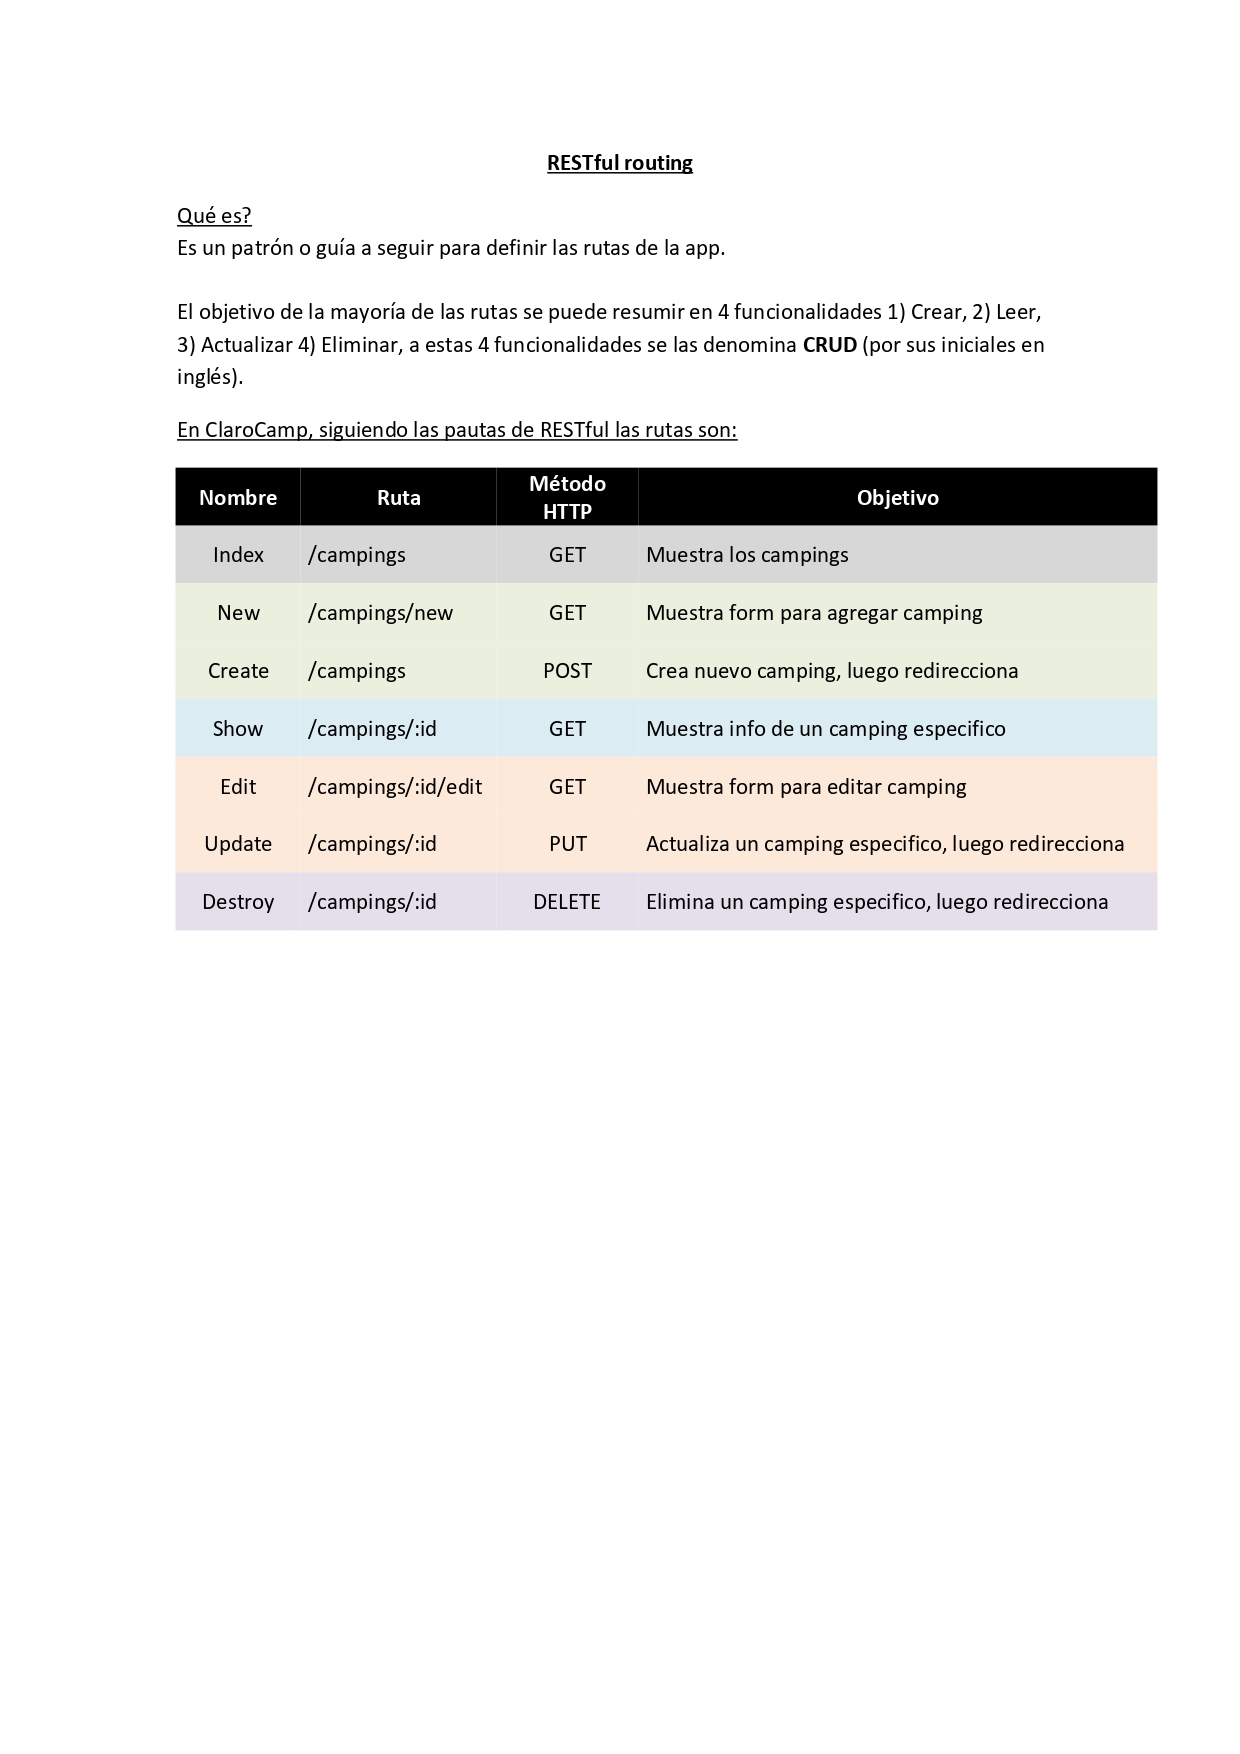 RESTful routing
Qué es?
Es un patrón o guía a seguir para definir las rutas de la app.
El objetivo de la mayoría de las rutas se puede resumir en 4 funcionalidades 1) Crear, 2) Leer,
3) Actualizar 4) Eliminar, a estas 4 funcionalidades se las denomina CRUD (por sus iniciales en
inglés).
En ClaroCamp, siguiendo las pautas de RESTful las rutas son:
Nombre Ruta Método HTTP Objetivo
Index /campings GET Muestra los campings
New /campings/new GET Muestra form para agregar camping
Create /campings POST Crea nuevo camping, luego redirecciona
Show /campings/:id GET Muestra info de un camping especifico
Edit /campings/:id/edit GET Muestra form para editar camping
Update /campings/:id PUT Actualiza un camping especifico, luego redirecciona
Destroy /campings/:id DELETE Elimina un camping especifico, luego redirecciona